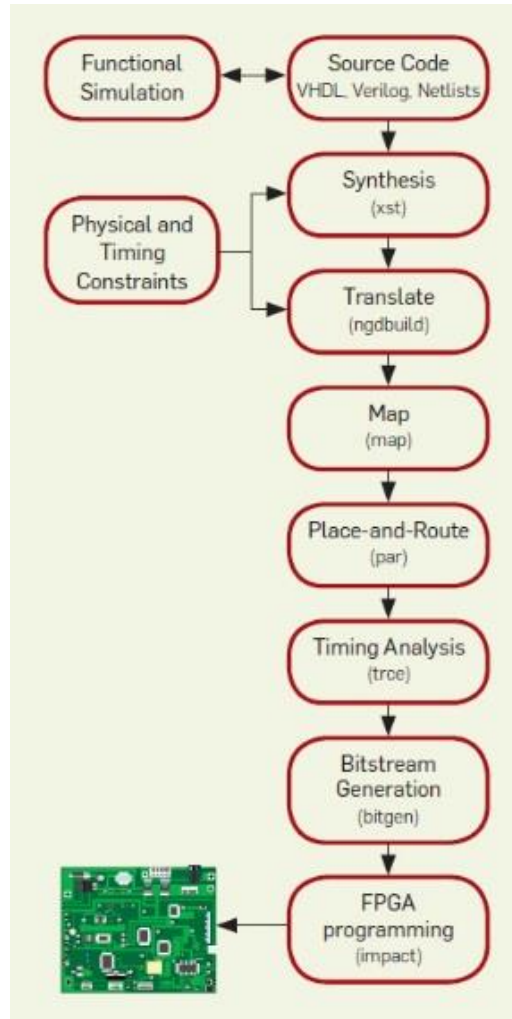 Functional
Simulation
Source Code
VHDL, Verilog, Netlists
Synthesis
(xst)
Physical and
Timing
Constraints
Translate
(ngdbuild)
Map
(map)
Place-and-Route
(par)
Timing Analysis
(trce)
Bitstream
Generation
(bitgen)
FPGA
programming
(impact)